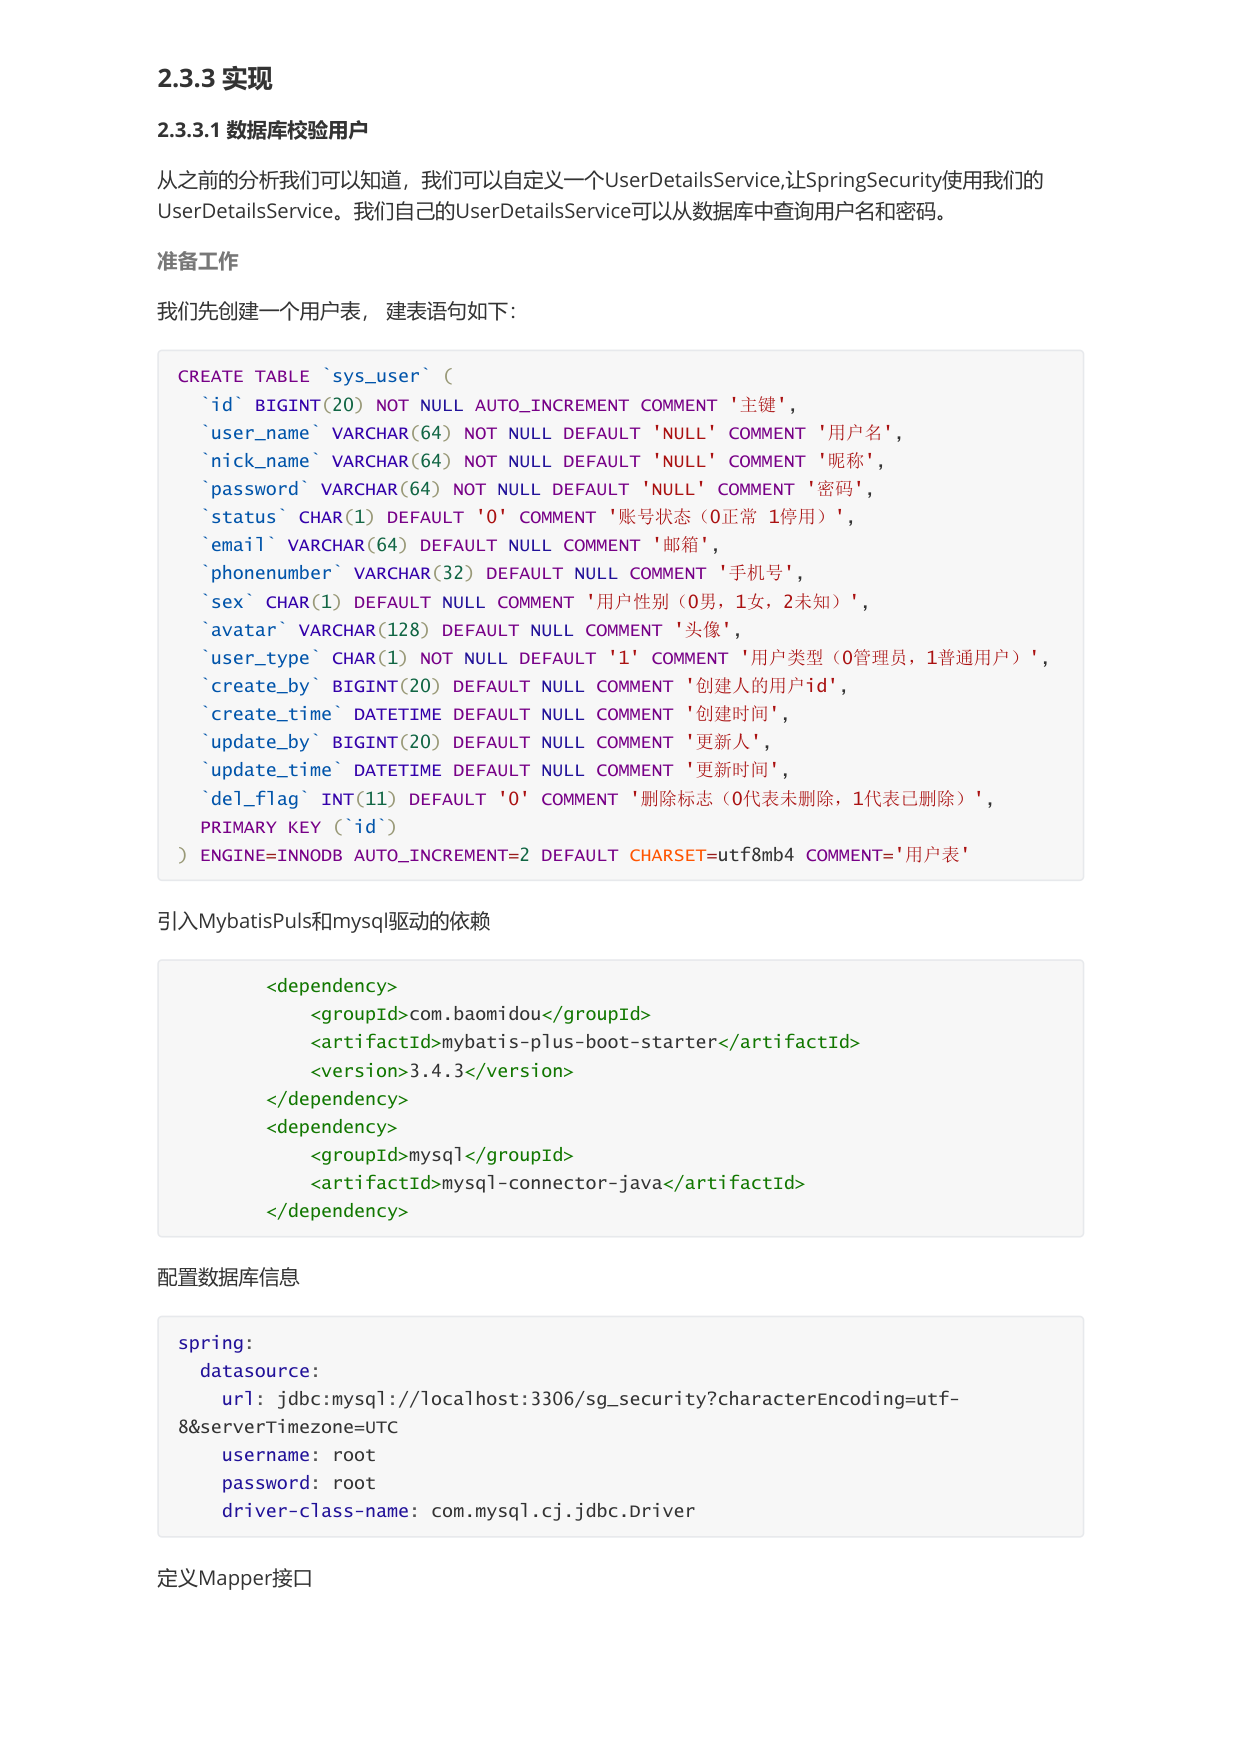 2.3.3 实现
2.3.3.1 数据库校验用户
从之前的分析我们可以知道，我们可以自定义一个UserDetailsService,让SpringSecurity使用我们的
UserDetailsService。我们自己的UserDetailsService可以从数据库中查询用户名和密码。
准备工作
我们先创建一个用户表， 建表语句如下：
CREATE TABLE `sys_user` (
  `id` BIGINT(20) NOT NULL AUTO_INCREMENT COMMENT '主键',
  `user_name` VARCHAR(64) NOT NULL DEFAULT 'NULL' COMMENT '用户名',
  `nick_name` VARCHAR(64) NOT NULL DEFAULT 'NULL' COMMENT '昵称',
  `password` VARCHAR(64) NOT NULL DEFAULT 'NULL' COMMENT '密码',
  `status` CHAR(1) DEFAULT '0' COMMENT '账号状态（0正常 1停用）',
  `email` VARCHAR(64) DEFAULT NULL COMMENT '邮箱',
  `phonenumber` VARCHAR(32) DEFAULT NULL COMMENT '手机号',
  `sex` CHAR(1) DEFAULT NULL COMMENT '用户性别（0男，1女，2未知）',
  `avatar` VARCHAR(128) DEFAULT NULL COMMENT '头像',
  `user_type` CHAR(1) NOT NULL DEFAULT '1' COMMENT '用户类型（0管理员，1普通用户）',
  `create_by` BIGINT(20) DEFAULT NULL COMMENT '创建人的用户id',
  `create_time` DATETIME DEFAULT NULL COMMENT '创建时间',
  `update_by` BIGINT(20) DEFAULT NULL COMMENT '更新人',
  `update_time` DATETIME DEFAULT NULL COMMENT '更新时间',
  `del_flag` INT(11) DEFAULT '0' COMMENT '删除标志（0代表未删除，1代表已删除）',
  PRIMARY KEY (`id`)
) ENGINE=INNODB AUTO_INCREMENT=2 DEFAULT CHARSET=utf8mb4 COMMENT='用户表'
引入MybatisPuls和mysql驱动的依赖
        <dependency>
            <groupId>com.baomidou</groupId>
            <artifactId>mybatis-plus-boot-starter</artifactId>
            <version>3.4.3</version>
        </dependency>
        <dependency>
            <groupId>mysql</groupId>
            <artifactId>mysql-connector-java</artifactId>
        </dependency>
配置数据库信息
spring:
  datasource:
    url: jdbc:mysql://localhost:3306/sg_security?characterEncoding=utf-
8&serverTimezone=UTC
    username: root
    password: root
    driver-class-name: com.mysql.cj.jdbc.Driver
定义Mapper接口